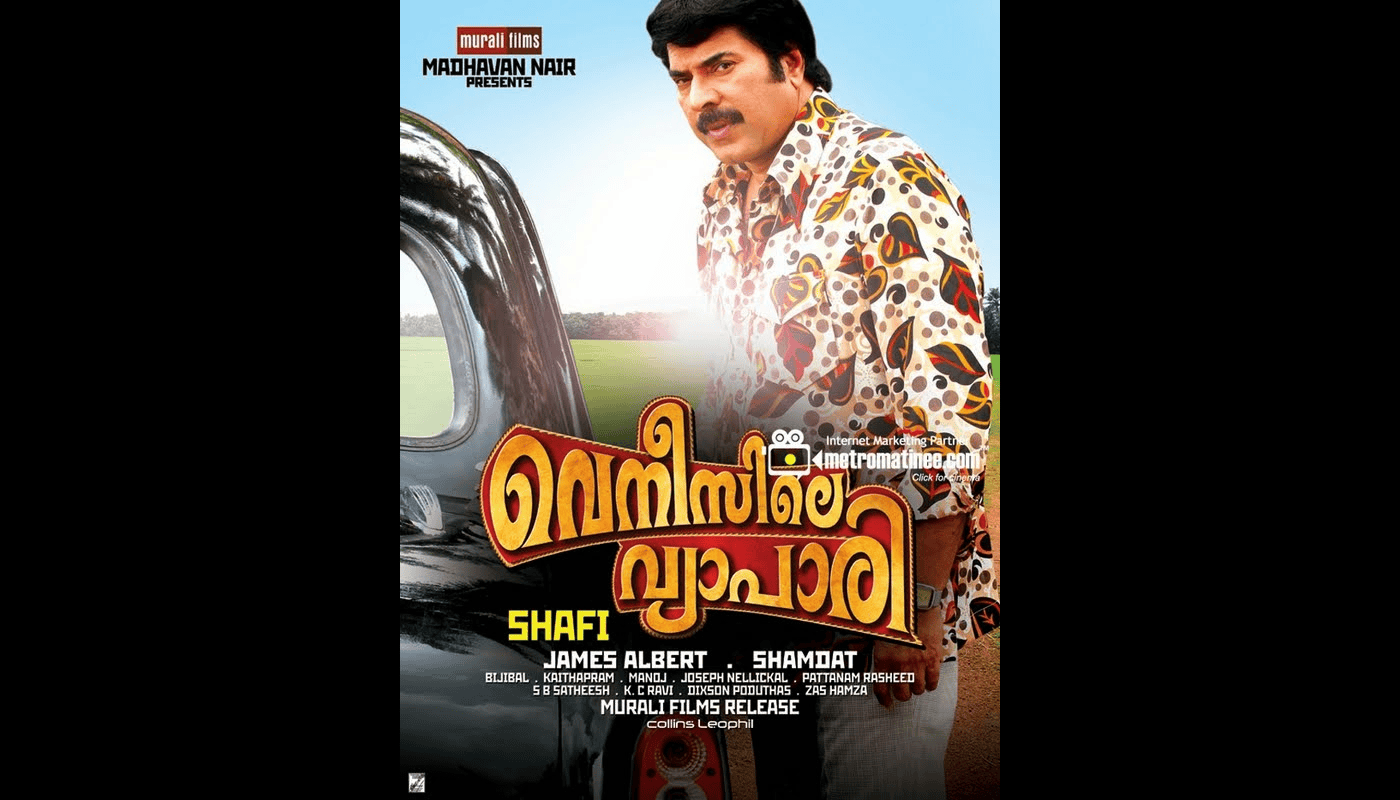 murali films
MADHAVAN NAIR
PRESENTS
Internet Marketing Partner
metromatinee.com
Click for cinema
വെനീസിലെ
വ്യാപാരി
SHAFI
JAMES ALBERT . SHAMDAT
BIJIBAL . KAITHAPRAM . MANOJ . JOSEPH NELLICKAL . PATTANAM RASHEED
S B SATHEESH . K. C RAVI . DIXSON PODUTHAS . ZAS HAMZA
MURALI FILMS RELEASE
collins Leophil